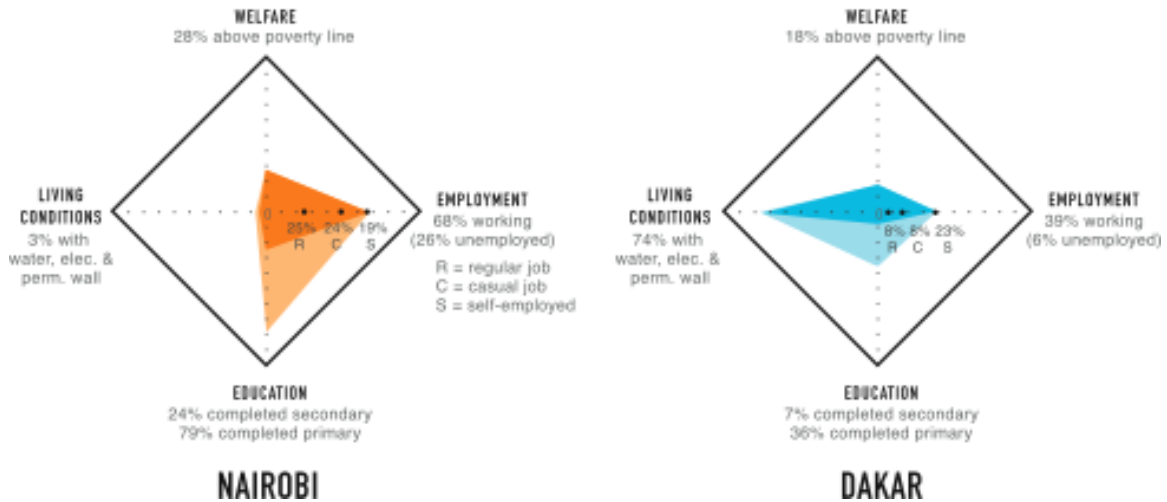 WELFARE
28% above poverty line
LIVING
CONDITIONS
3% with
water, elec. &
perm. wall
25% 24% 19%
R C S
EMPLOYMENT
68% working
(26% unemployed)
R = regular job
C = casual job
S = self-employed
EDUCATION
24% completed secondary
79% completed primary
NAIROBI
WELFARE
18% above poverty line
LIVING
CONDITIONS
74% with
water, elec. &
perm. wall
8% 23%
R C S
EMPLOYMENT
39% working
(6% unemployed)
EDUCATION
7% completed secondary
36% completed primary
DAKAR